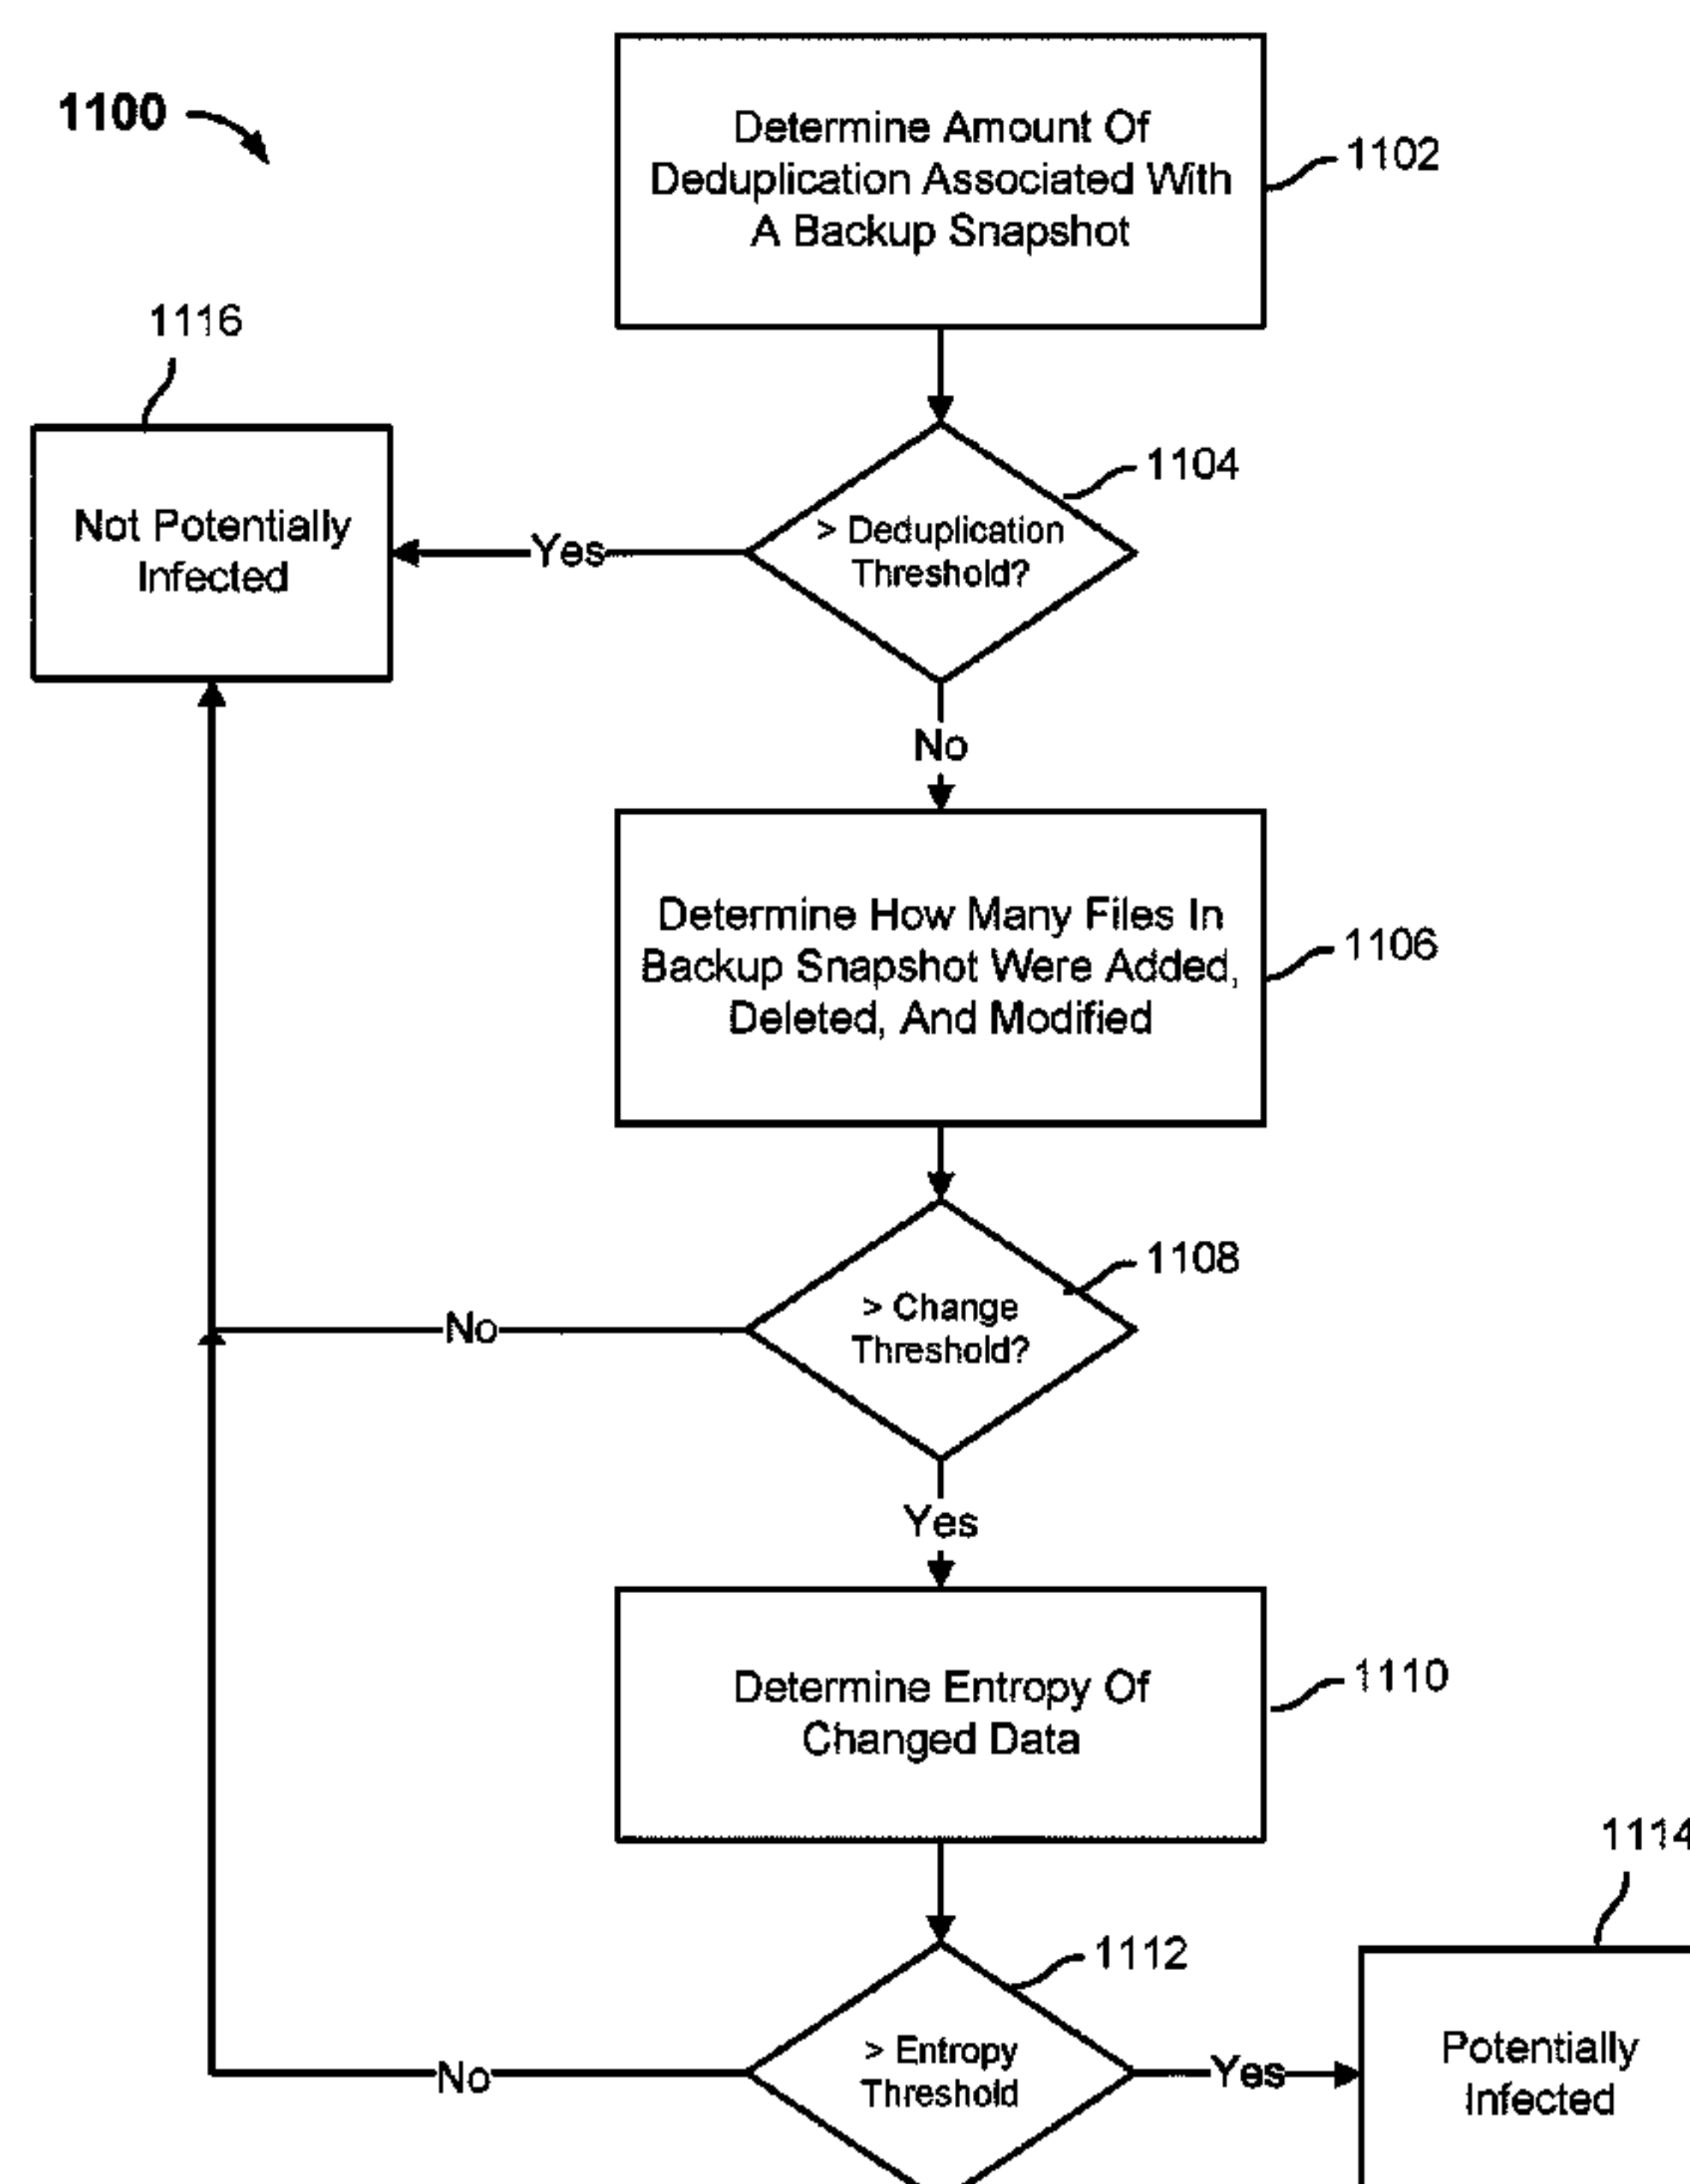 1100
Determine Amount Of
Deduplication Associated With
A Backup Snapshot
1102
1116
Not Potentially
Infected
Yes
> Deduplication
Threshold?
1104
No
Determine How Many Files In
Backup Snapshot Were Added,
Deleted, And Modified
1106
> Change
Threshold?
1108
No
Yes
Determine Entropy Of
Changed Data
1110
1114
1112
> Entropy
Threshold
No
Yes
Potentially
Infected